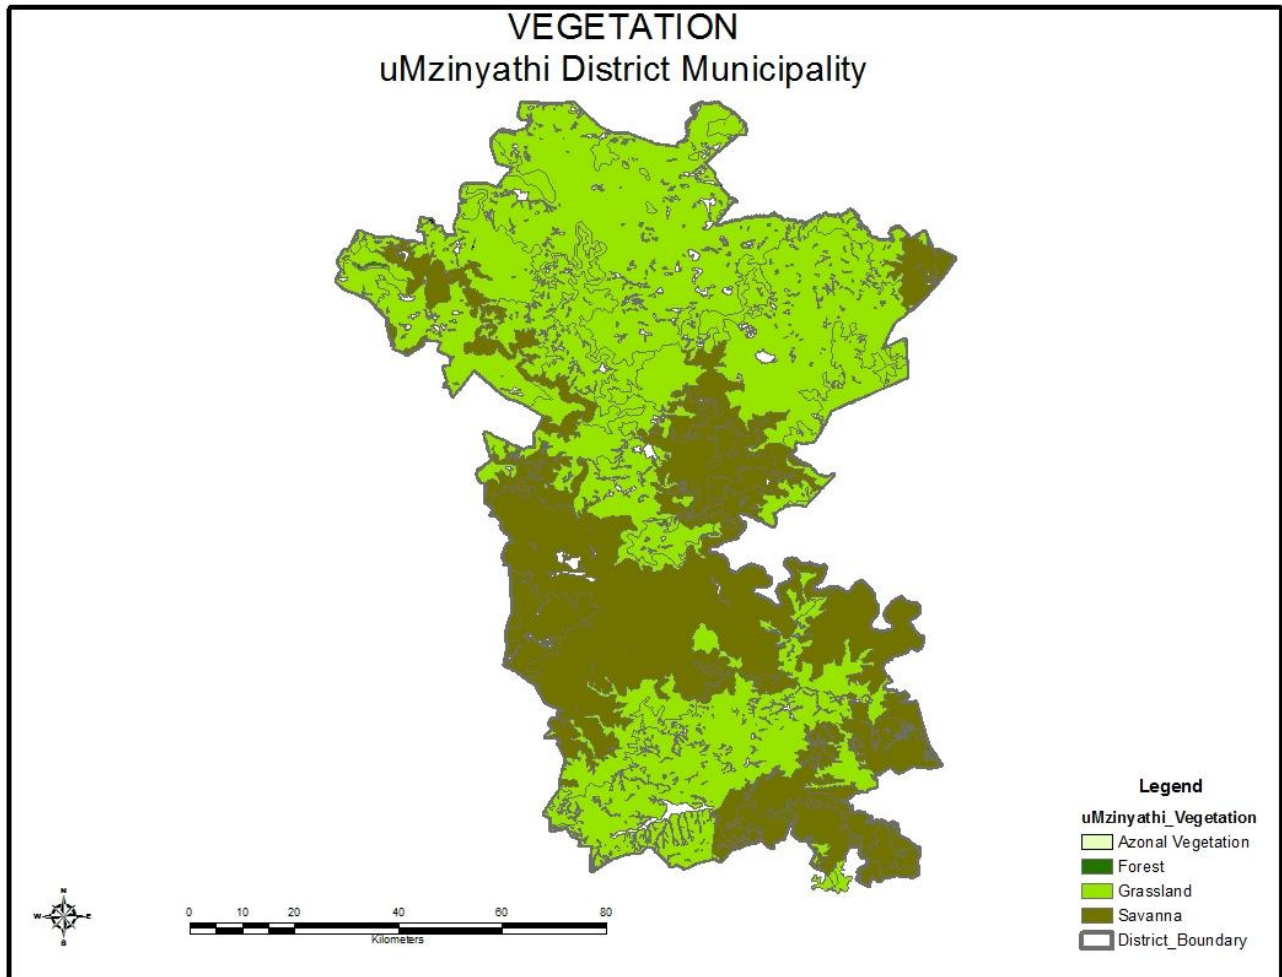 VEGETATION
uMzinyathi District Municipality
Legend
uMzinyathi_Vegetation
Azonal Vegetation
Forest
Grassland
Savanna
District_Boundary
N
W E
S
0 10 20 40 60 80
Kilometers